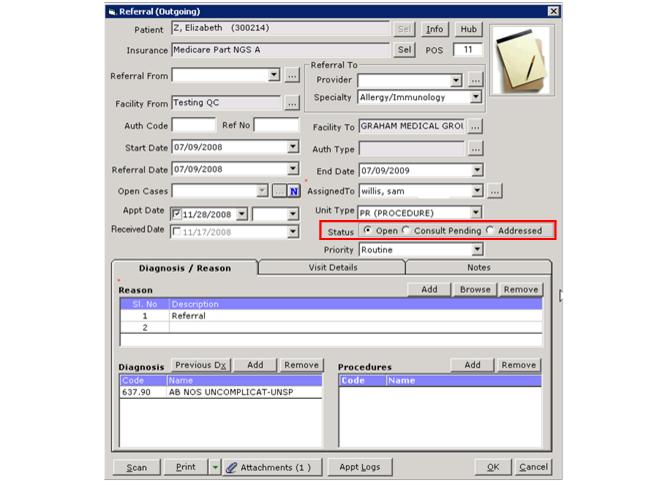 Referral (Outgoing)
Patient Z, Elizabeth (300214) Sel Info Hub
Insurance Medicare Part NGS A Sel POS 11
Referral From ...
Referral To
Provider ...
Specialty Allergy/Immunology
Facility From Testing QC ...
Auth Code Ref No Facility To GRAHAM MEDICAL GROU ...
Start Date 07/09/2008 Auth Type ...
Referral Date 07/09/2008 End Date 07/09/2009
Open Cases ... N AssignedTo willis, sam ...
Appt Date 11/28/2008 Unit Type PR (PROCEDURE)
Received Date 11/17/2008 Status Open Consult Pending Addressed
Priority Routine
Diagnosis / Reason Visit Details Notes
Reason Add Browse Remove
Sl. No Description
1 Referral
2
Diagnosis Previous Dx Add Remove Procedures Add Remove
Code Name Code Name
637.90 AB NOS UNCOMPLICAT-UNSP
Scan Print Attachments (1 ) Appt Logs OK Cancel